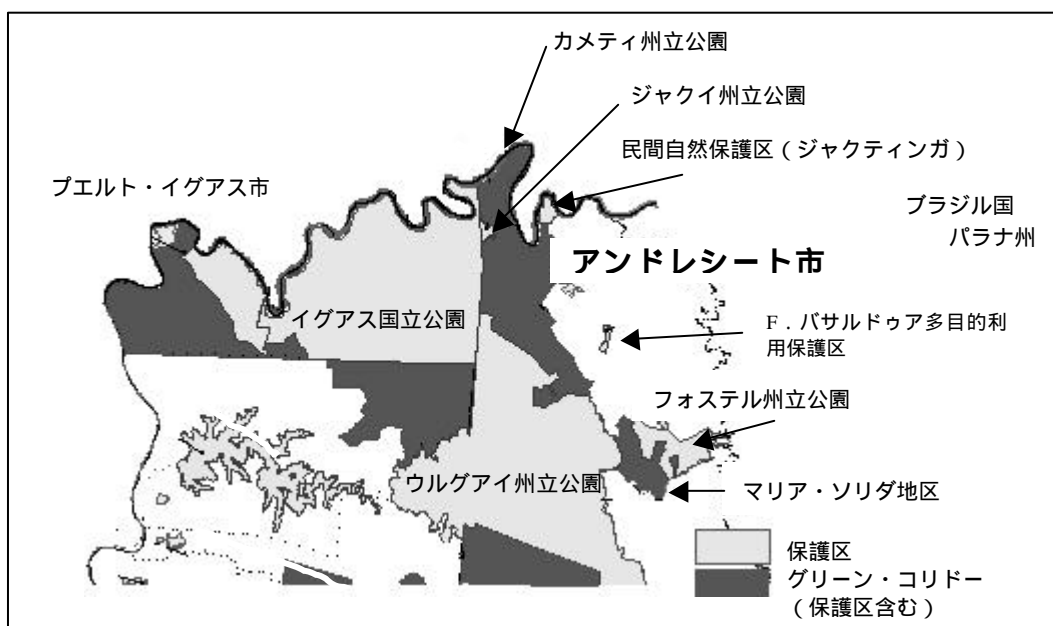 カメティ州立公園
ジャクイ州立公園
民間自然保護区（ジャクティンガ）
プエルト・イグアス市
ブラジル国
パラナ州
アンドレシート市
イグアス国立公園
F．バサルドゥア多目的利
用保護区
フォステル州立公園
ウルグアイ州立公園
マリア・ソリダ地区
保護区
グリーン・コリドー
（保護区含む）